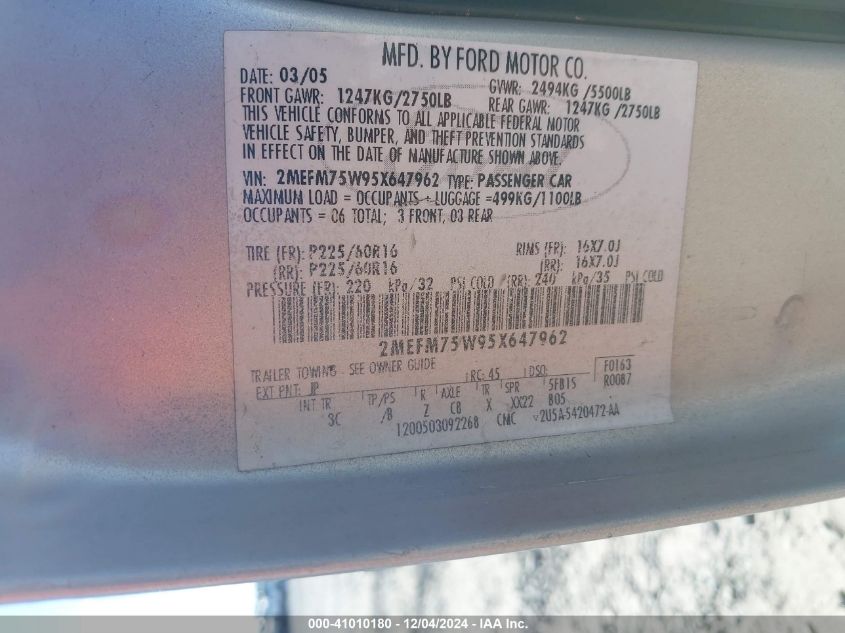 MFD. BY FORD MOTOR CO.
DATE: 03/05 GVWR: 2494KG /5500LB
FRONT GAWR: 1247KG/2750LB REAR GAWR: 1247KG /2750LB
THIS VEHICLE CONFORMS TO ALL APPLICABLE FEDERAL MOTOR
VEHICLE SAFETY, BUMPER, AND THEFT PREVENTION STANDARDS
IN EFFECT ON THE DATE OF MANUFACTURE SHOWN ABOVE.
VIN: 2MEFM75W95X647962 TYPE: PASSENGER CAR
MAXIMUM LOAD = OCCUPANTS + LUGGAGE =499KG/1100LB
OCCUPANTS = 06 TOTAL; 3 FRONT, 03 REAR
TIRE (FR): P225/60R16 RIMS (FR): 16X7.0J
(RR): P225/60R16 (RR): 16X7.0J
PRESSURE (FR): 220 kPa/32 PSI COLD (RR): 240 kPa/35 PSI COLD
2MEFM75W95X647962
TRAILER TOWING - SEE OWNER GUIDE
EXT PNT: JP RC: 45 DSO: F0163
R0087
INT TR TP/PS R AXLE TR SPR 5FB15
3C /B Z CB X XX22 B05
1200503092268 CMC V2U5A-5420472-AA
000-41010180 - 12/04/2024 - IAA Inc.